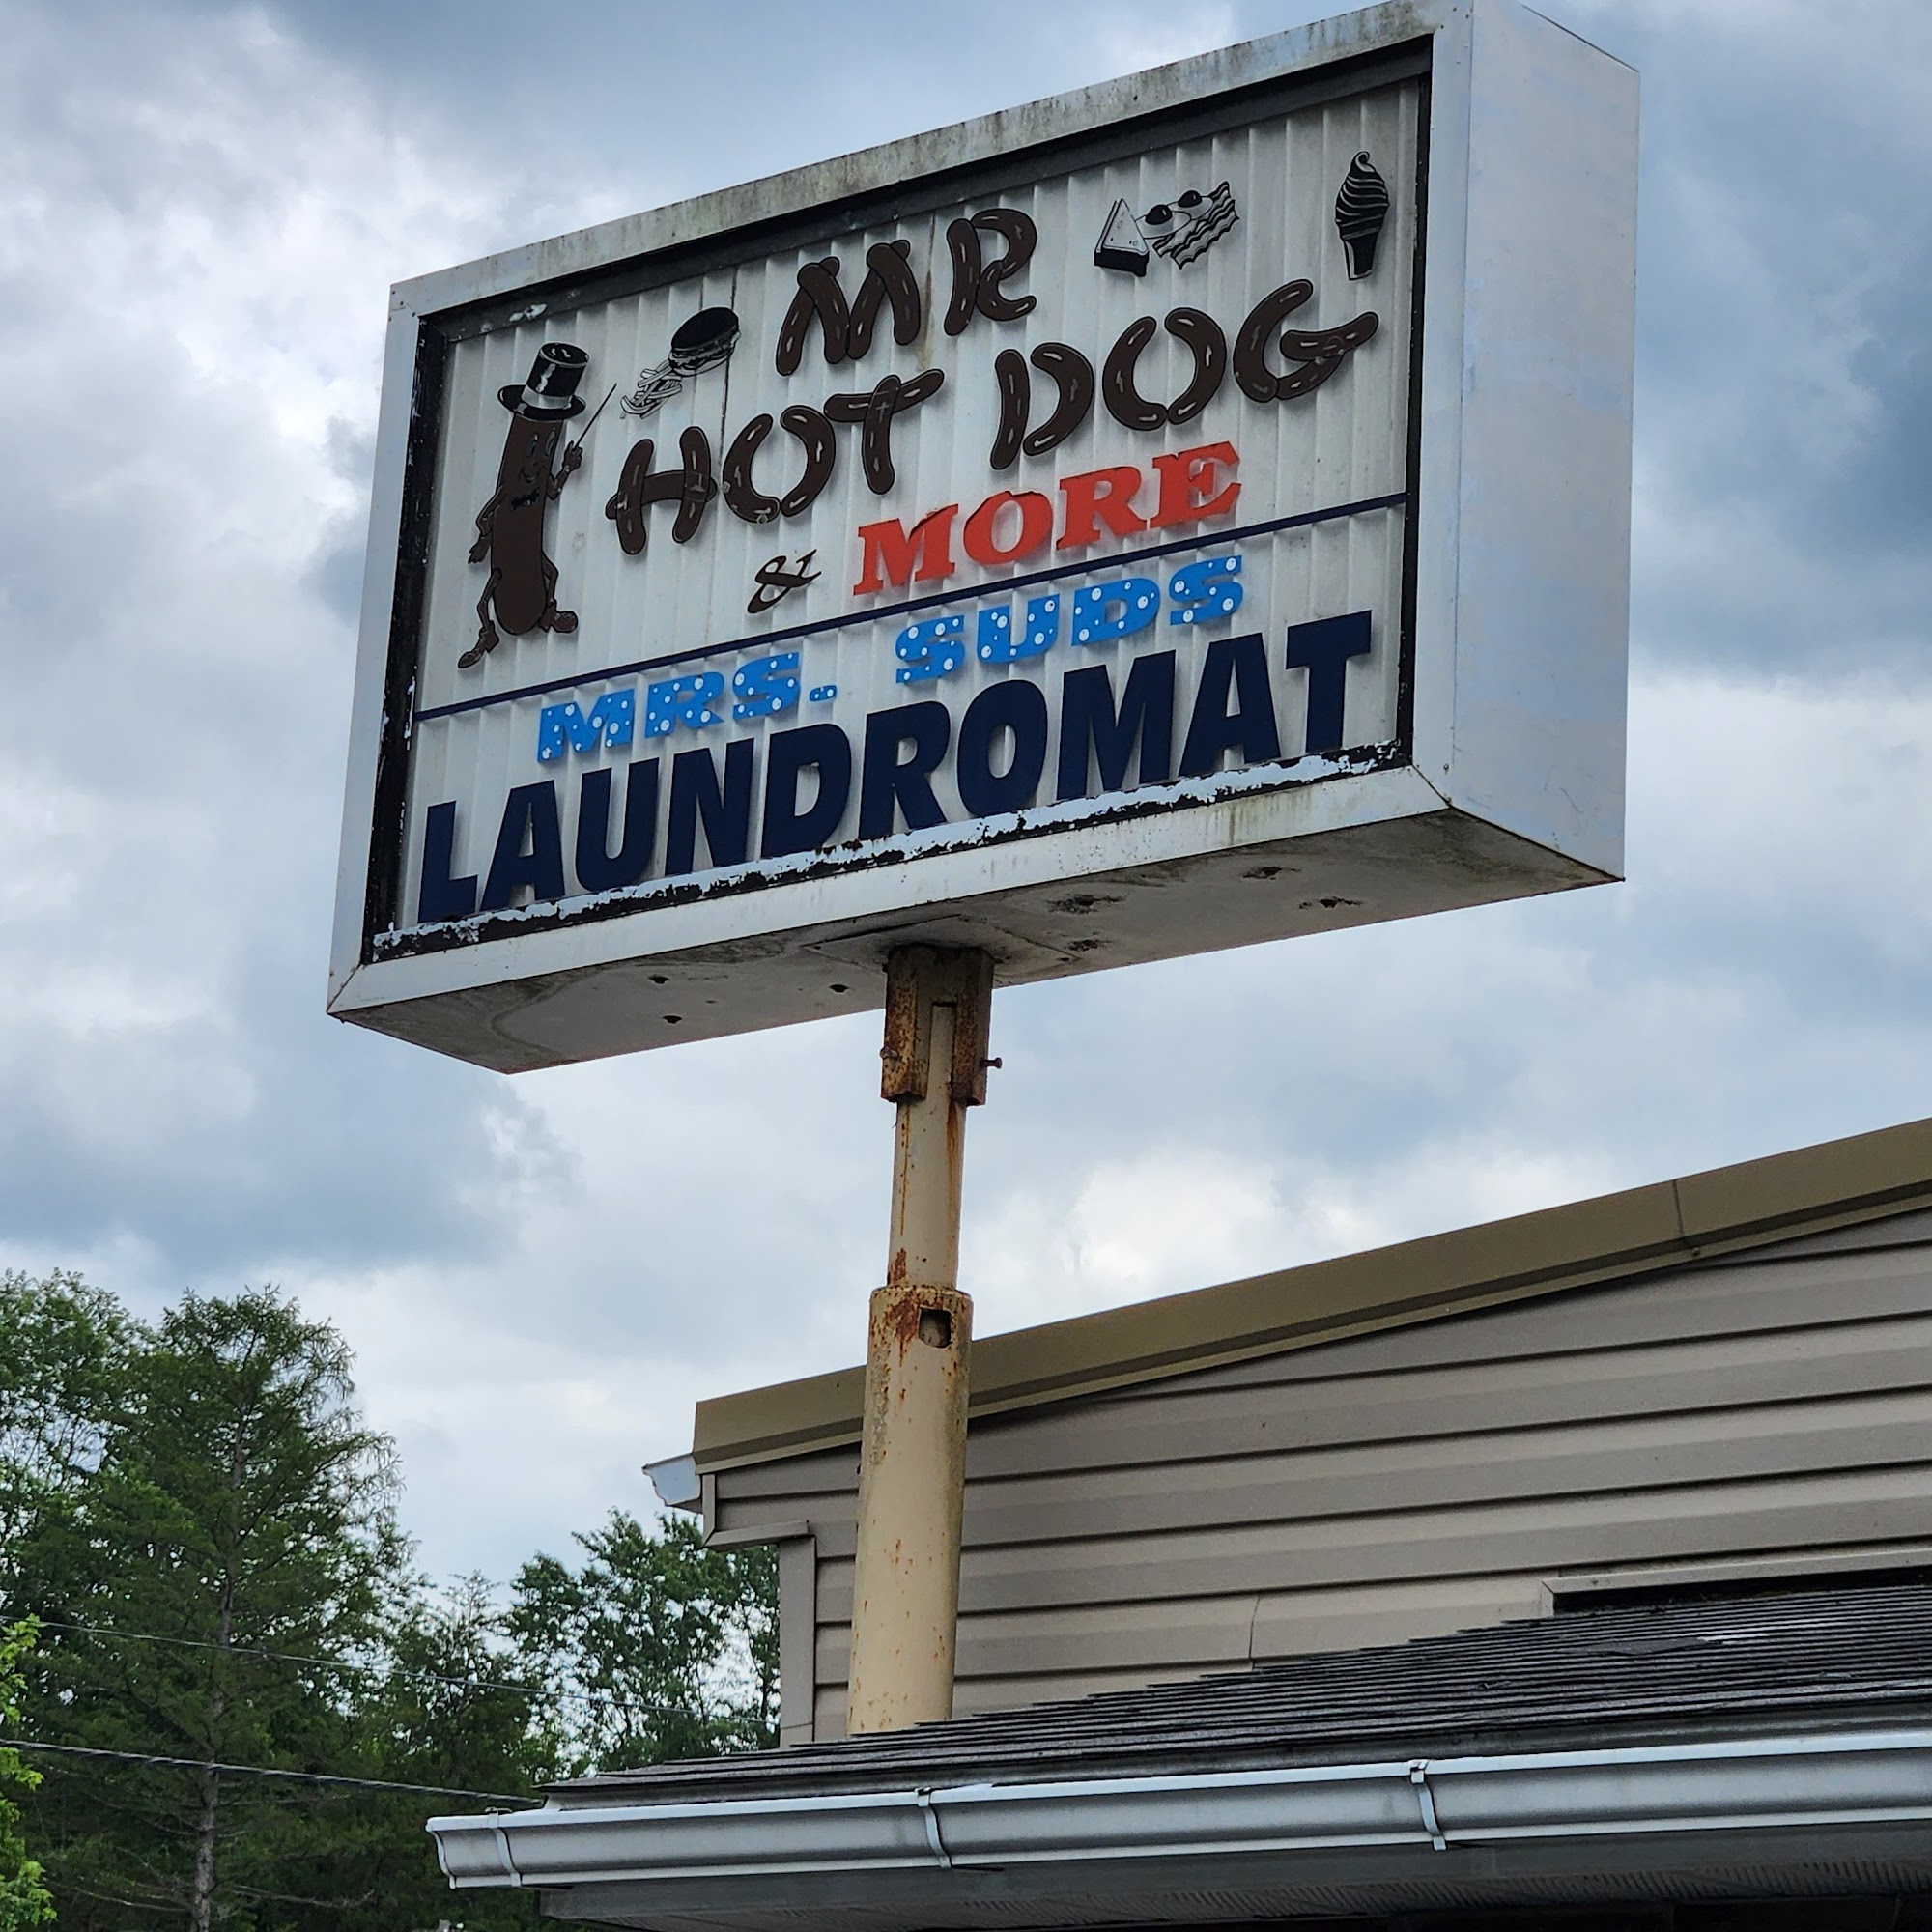 MR
HOT DOG
& MORE
MRS. SUDS
LAUNDROMAT